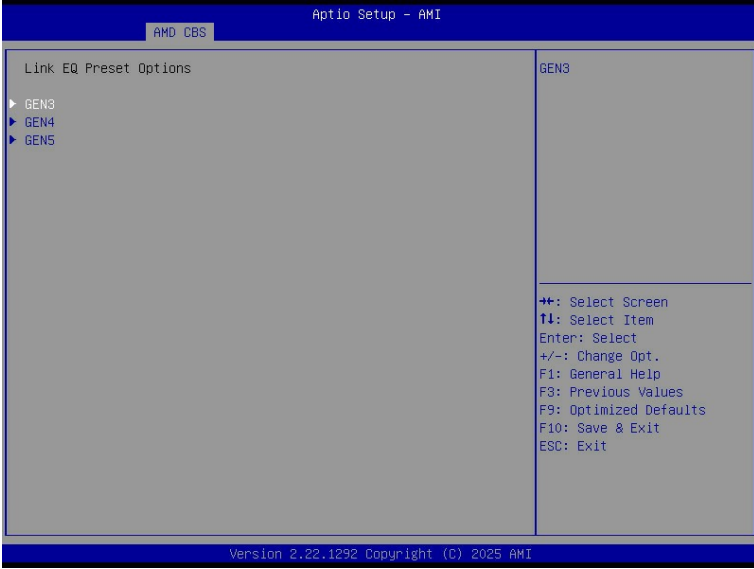 Aptio Setup - AMI
AMD CBS
Link EQ Preset Options
GEN3
GEN4
GEN5
GEN3
→←: Select Screen
↑↓: Select Item
Enter: Select
+/-: Change Opt.
F1: General Help
F3: Previous Values
F9: Optimized Defaults
F10: Save & Exit
ESC: Exit
Version 2.22.1292 Copyright (C) 2025 AMI